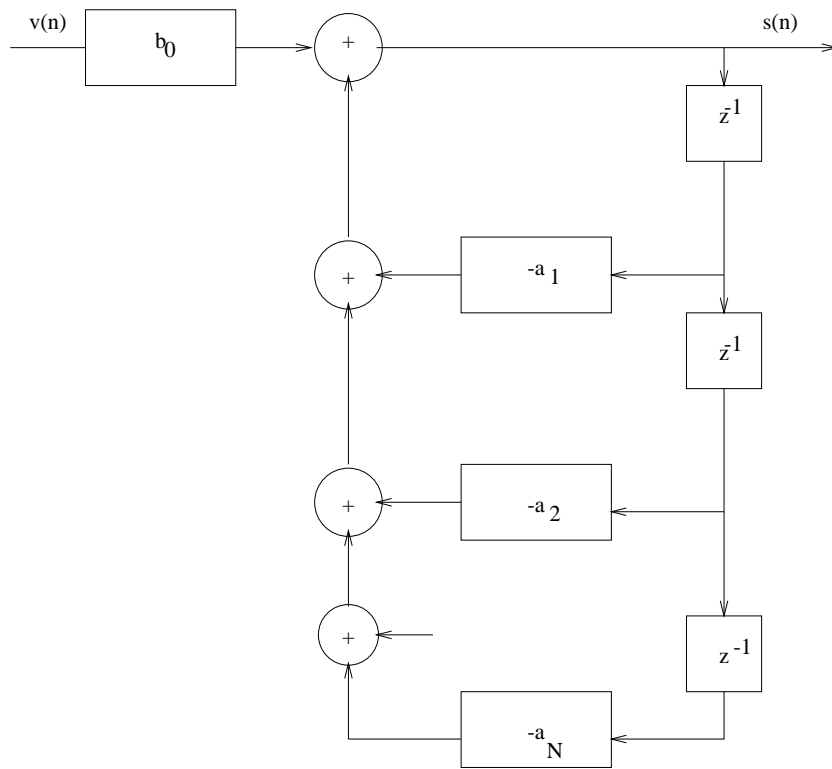 v(n)
s(n)
b0
+
z-1
+
-a 1
z-1
+
-a 2
+
z-1
-a N